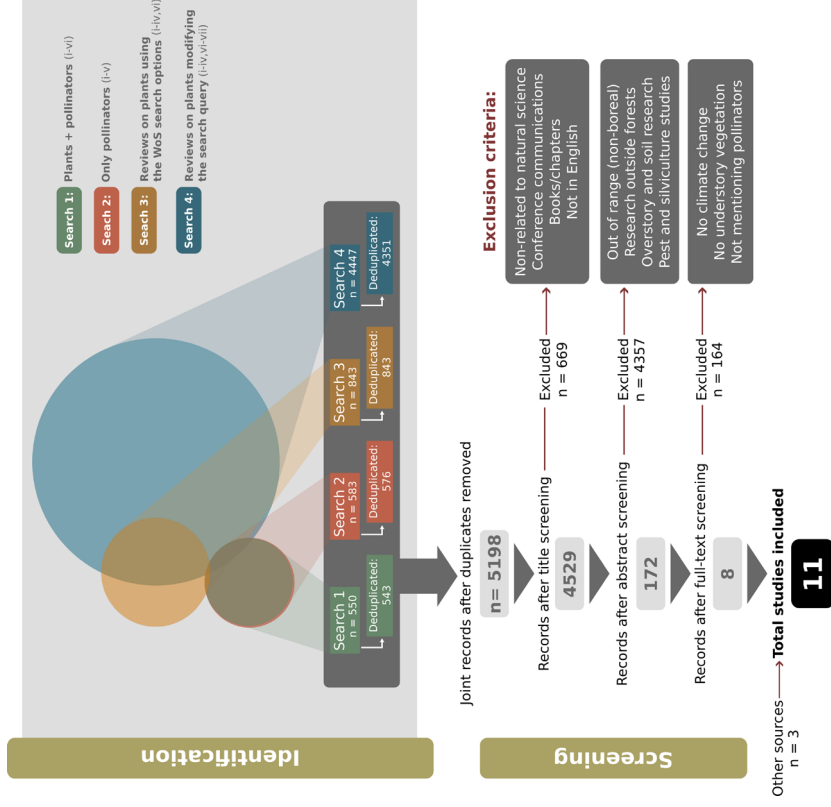 Identification
Search 1:
Plants + pollinators (i-vi)
Search 2:
Only pollinators (i-v)
Search 3:
Reviews on plants using
the WoS search options (i-iv,vi)
Search 4:
Reviews on plants modifying
the search query (i-iv,vi-vii)
Search 1
n = 550
Deduplicated:
543
Search 2
n = 583
Deduplicated:
576
Search 3
n = 843
Deduplicated:
843
Search 4
n = 4447
Deduplicated:
4351
Screening
Joint records after duplicates removed
n= 5198
Exclusion criteria:
Records after title screening
4529
Excluded
n = 669
Non-related to natural science
Conference communications
Books/chapters
Not in English
Records after abstract screening
172
Excluded
n = 4357
Out of range (non-boreal)
Research outside forests
Overstory and soil research
Pest and silviculture studies
Records after full-text screening
8
Excluded
n = 164
No climate change
No understory vegetation
Not mentioning pollinators
Other sources
n = 3
Total studies included
11